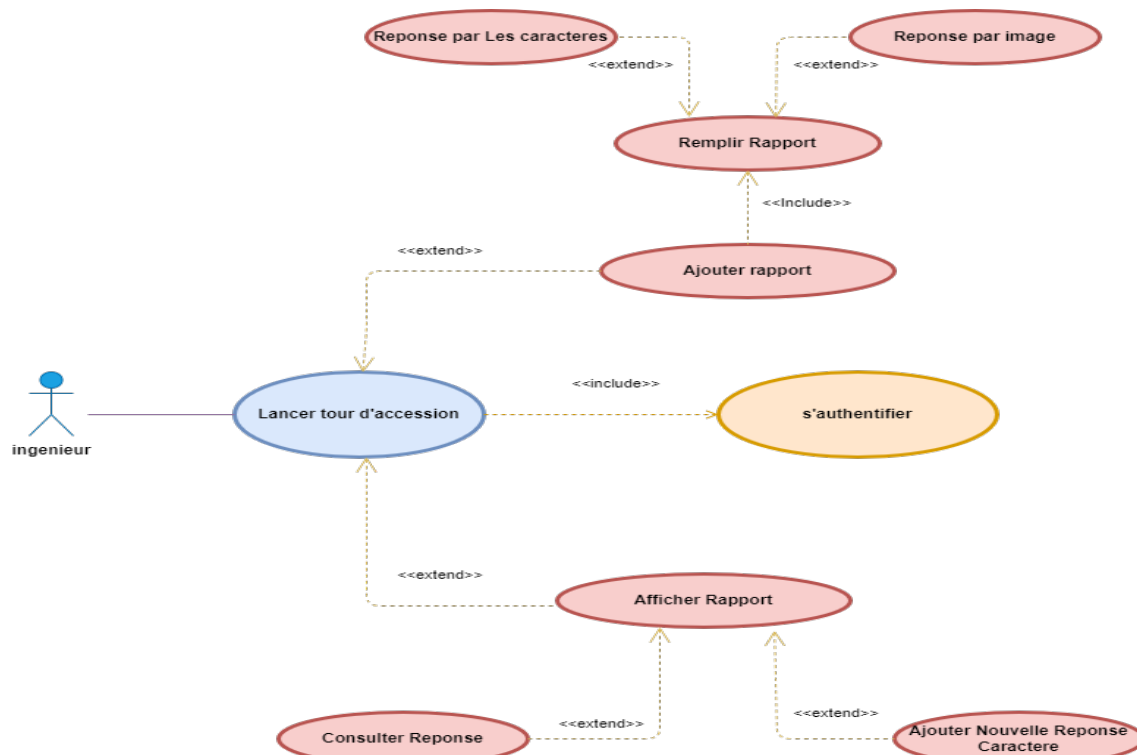 Reponse par Les caracteres
Reponse par image
<<extend>>
<<extend>>
Remplir Rapport
<<Include>>
<<extend>>
Ajouter rapport
<<include>>
Lancer tour d'accession
s'authentifier
ingenieur
<<extend>>
Afficher Rapport
<<extend>>
<<extend>>
Consulter Reponse
Ajouter Nouvelle Reponse
Caractere